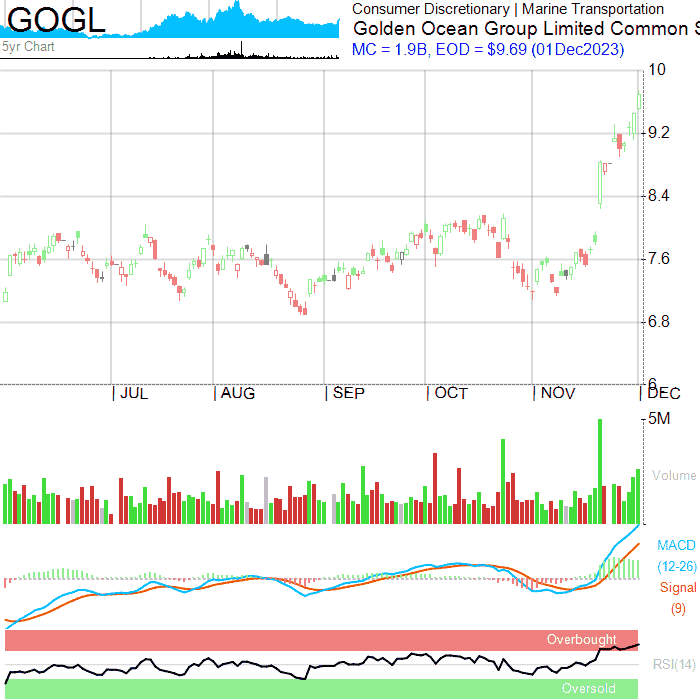 GOGL
5yr Chart
Consumer Discretionary | Marine Transportation
Golden Ocean Group Limited Common S
MC = 1.9B, EOD = $9.69 (01Dec2023)
10
9.2
8.4
7.6
6.8
6
JUL AUG SEP OCT NOV DEC
5M
Volume
MACD
(12-26)
Signal
(9)
Overbought
RSI(14)
Oversold